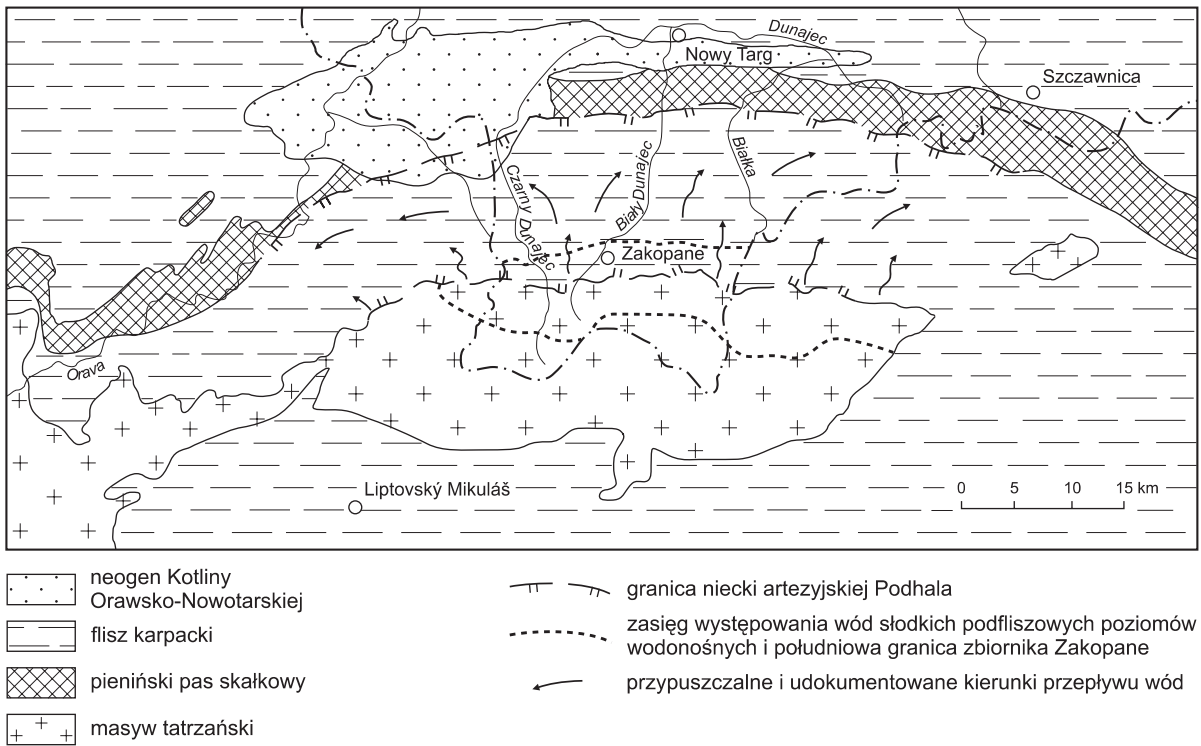 Dunajec
Nowy Targ
Szczawnica
Czarny Dunajec
Biały Dunajec
Białka
Zakopane
Orava
Liptovský Mikuláš
0 5 10 15 km
neogen Kotliny
Orawsko-Nowotarskiej
flisz karpacki
pieniński pas skałkowy
masyw tatrzański
granica niecki artezyjskiej Podhala
zasięg występowania wód słodkich podfliszowych poziomów
wodonośnych i południowa granica zbiornika Zakopane
przypuszczalne i udokumentowane kierunki przepływu wód